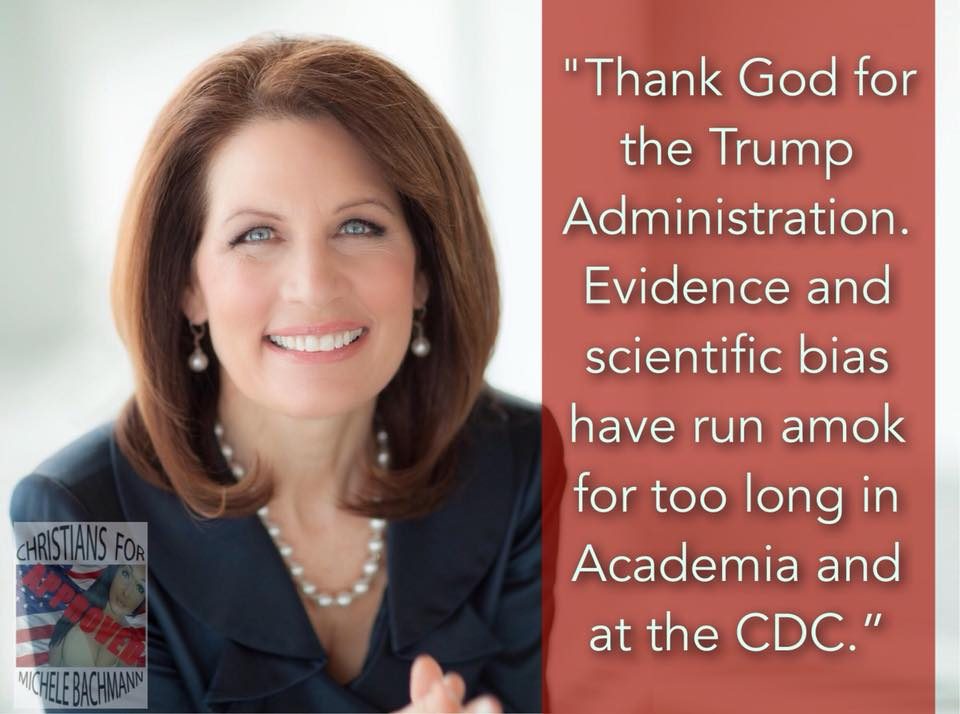 "Thank God for
the Trump
Administration.
Evidence and
scientific bias
have run amok
for too long in
Academia and
at the CDC.”
CHRISTIANS FOR
APPROVED
MICHELE BACHMANN